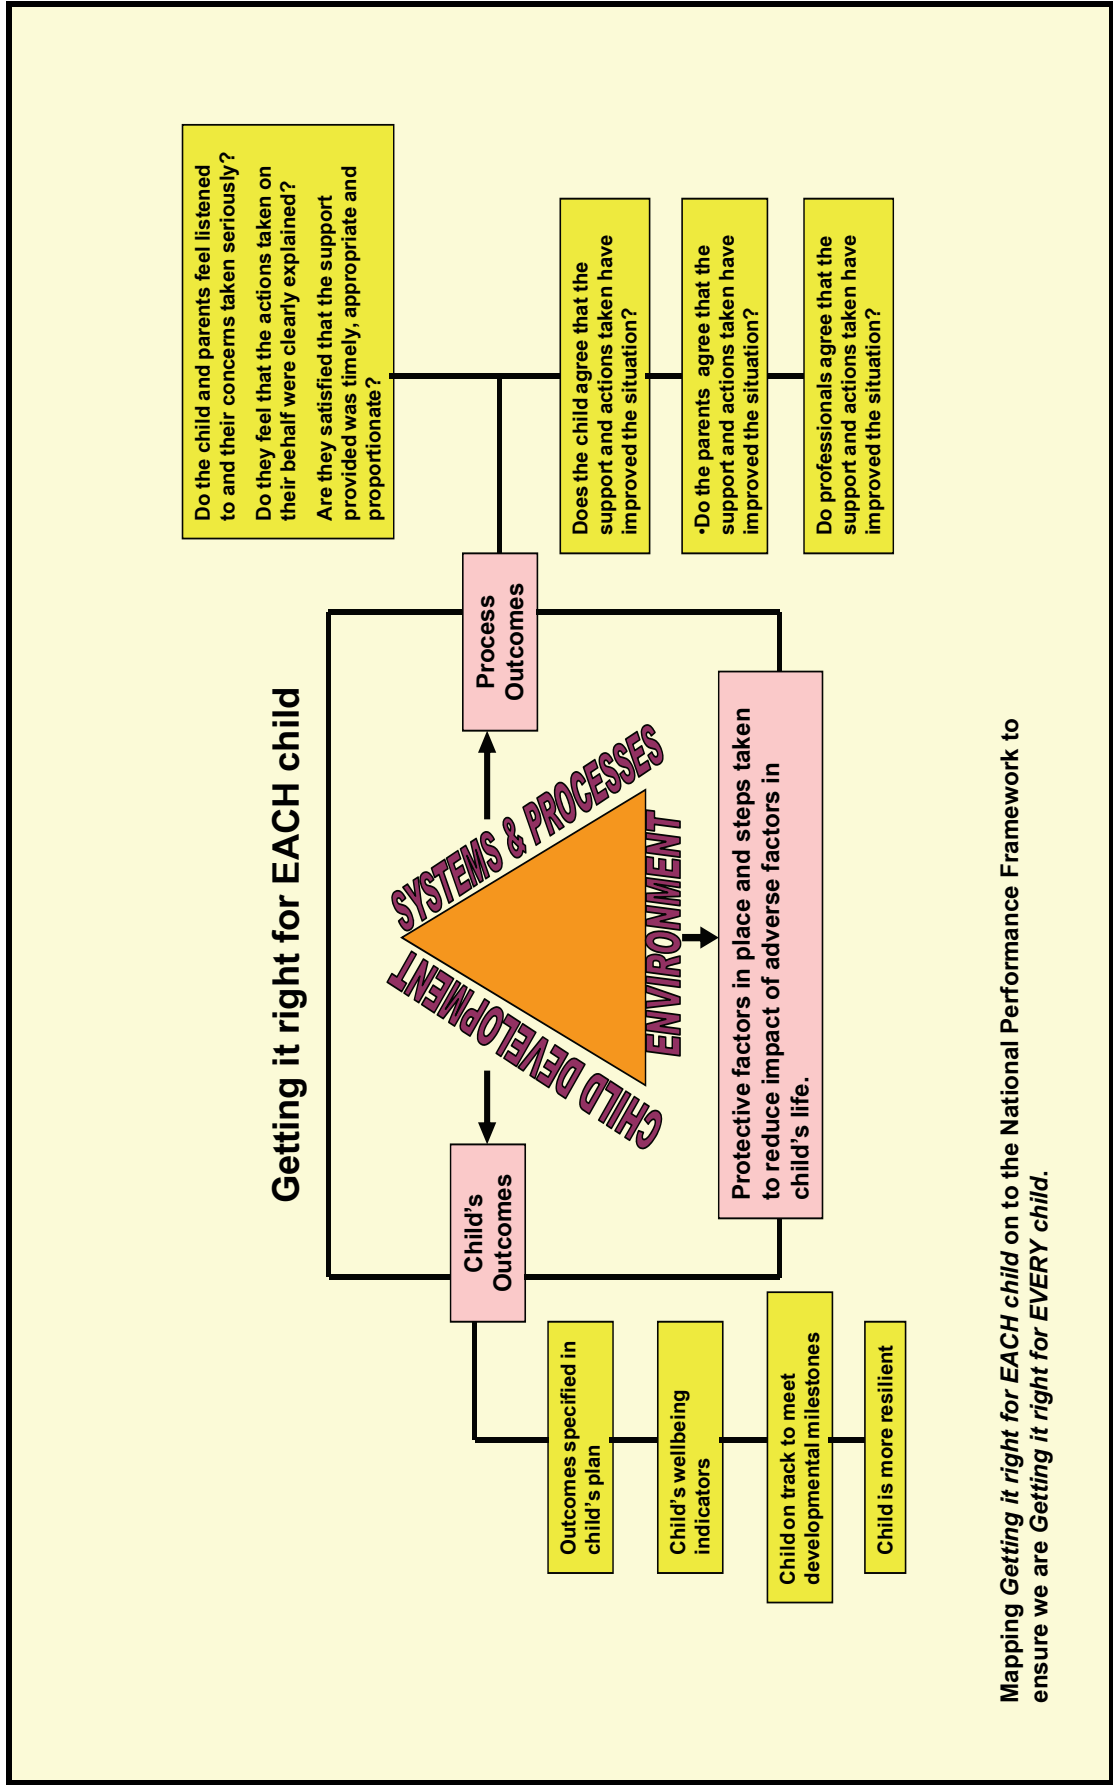 Getting it right for EACH child
Do the child and parents feel listened
to and their concerns taken seriously?
Do they feel that the actions taken on
their behalf were clearly explained?
Are they satisfied that the support
provided was timely, appropriate and
proportionate?
Child's
Outcomes
CHILD DEVELOPMENT
SYSTEMS & PROCESSES
ENVIRONMENT
Process
Outcomes
Outcomes specified in
child's plan
Child's wellbeing
indicators
Child on track to meet
developmental milestones
Child is more resilient
Protective factors in place and steps taken
to reduce impact of adverse factors in
child's life.
Does the child agree that the
support and actions taken have
improved the situation?
•Do the parents agree that the
support and actions taken have
improved the situation?
Do professionals agree that the
support and actions taken have
improved the situation?
Mapping Getting it right for EACH child on to the National Performance Framework to
ensure we are Getting it right for EVERY child.